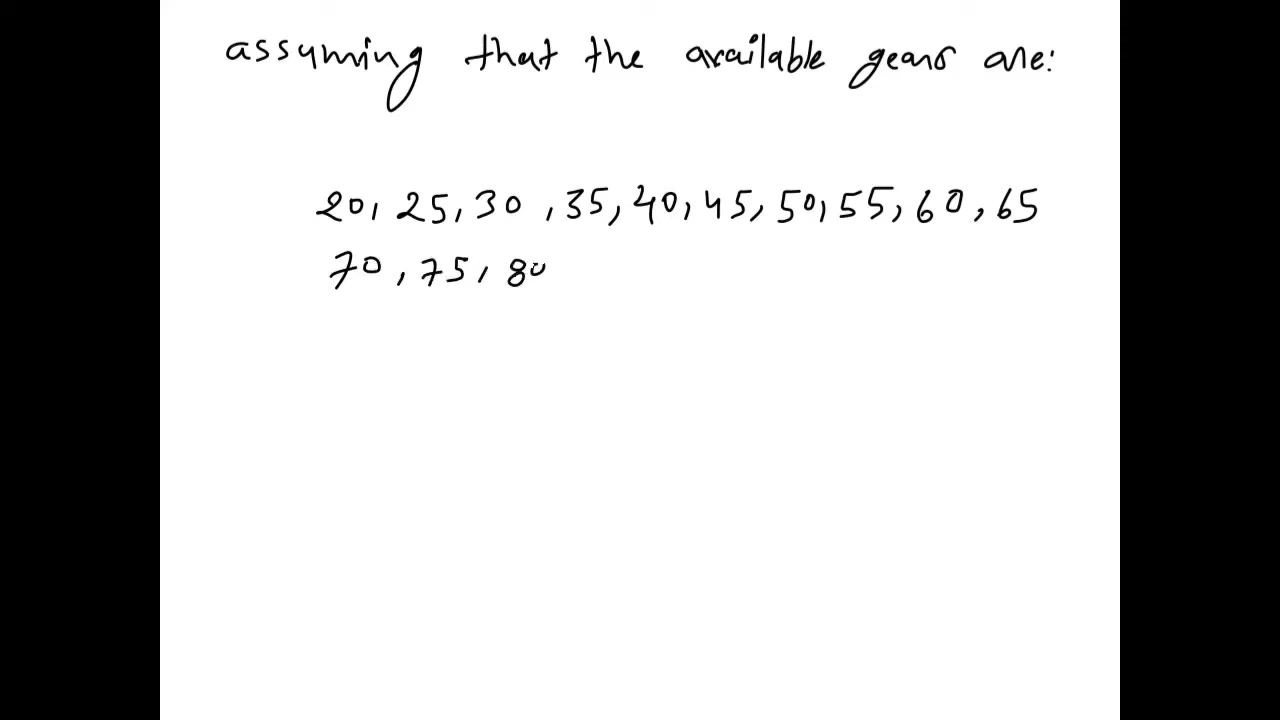 assuming that the available gears are:
20, 25, 30, 35, 40, 45, 50, 55, 60, 65
70, 75, 80